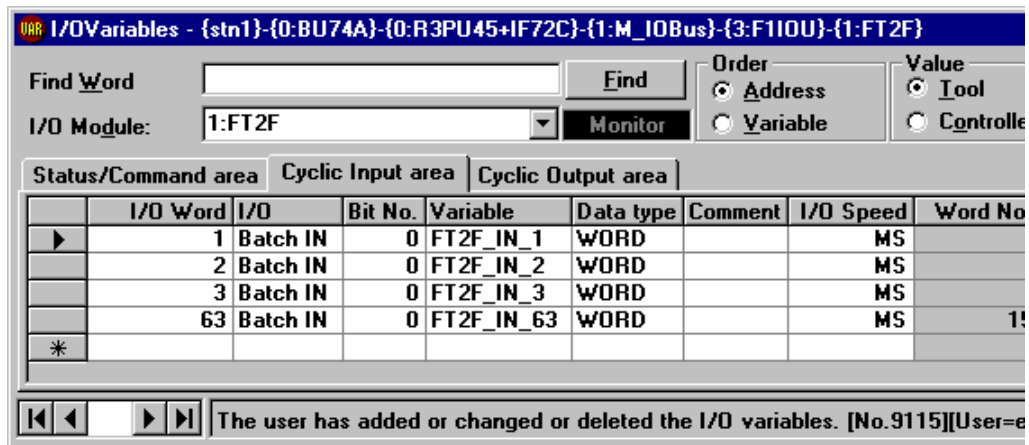 VAR I/OVariables - {stn1}-{0:BU74A}-{0:R3PU45+IF72C}-{1:M_IOBus}-{3:F1IOU}-{1:FT2F}
Find Word Find Order Value
Address Tool
I/O Module: 1:FT2F Monitor Variable Controlle
Status/Command area Cyclic Input area Cyclic Output area
I/O Word I/O Bit No. Variable Data type Comment I/O Speed Word No
1 Batch IN 0 FT2F_IN_1 WORD MS
2 Batch IN 0 FT2F_IN_2 WORD MS
3 Batch IN 0 FT2F_IN_3 WORD MS
63 Batch IN 0 FT2F_IN_63 WORD MS 15
The user has added or changed or deleted the I/O variables. [No.9115][User=e